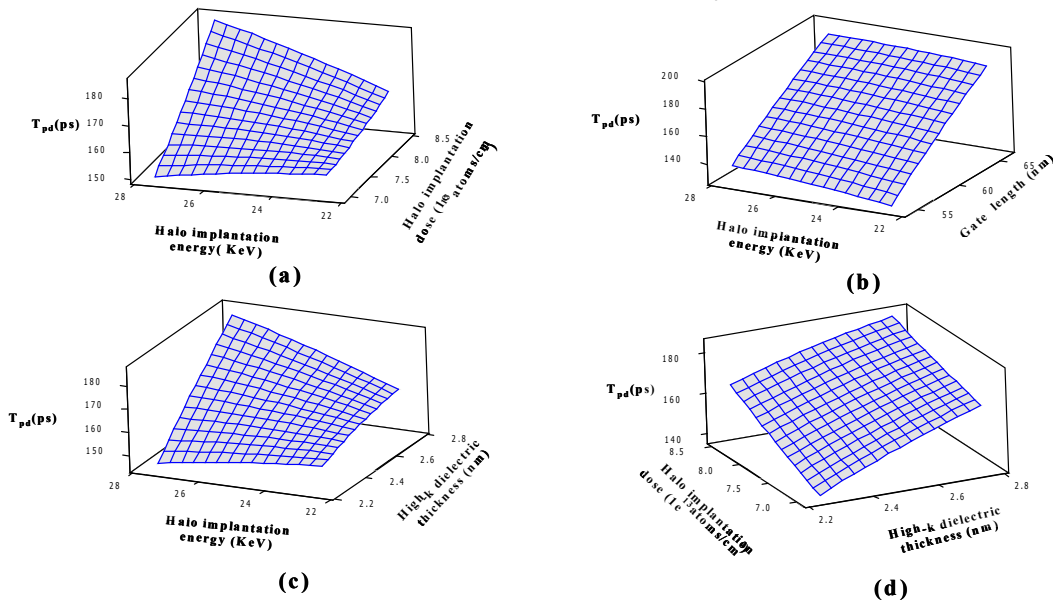 180
170
160
150
T_pd(ps)
28
26
24
22
Halo implantation
energy( KeV)
7.0
7.5
8.0
8.5
Halo implantation
(a)
200
180
160
140
T_pd(ps)
28
26
24
22
Halo implantation
energy (KeV)
55
60
65
Gate length (nm)
(b)
180
170
160
150
T_pd(ps)
28
26
24
22
Halo implantation
energy (KeV)
2.2
2.4
2.6
2.8
High-k dielectric
thickness (nm)
(c)
180
160
140
T_pd(ps)
8.5
8.0
7.5
7.0
Halo implantation
2.2
2.4
2.6
2.8
High-k dielectric
thickness (nm)
(d)